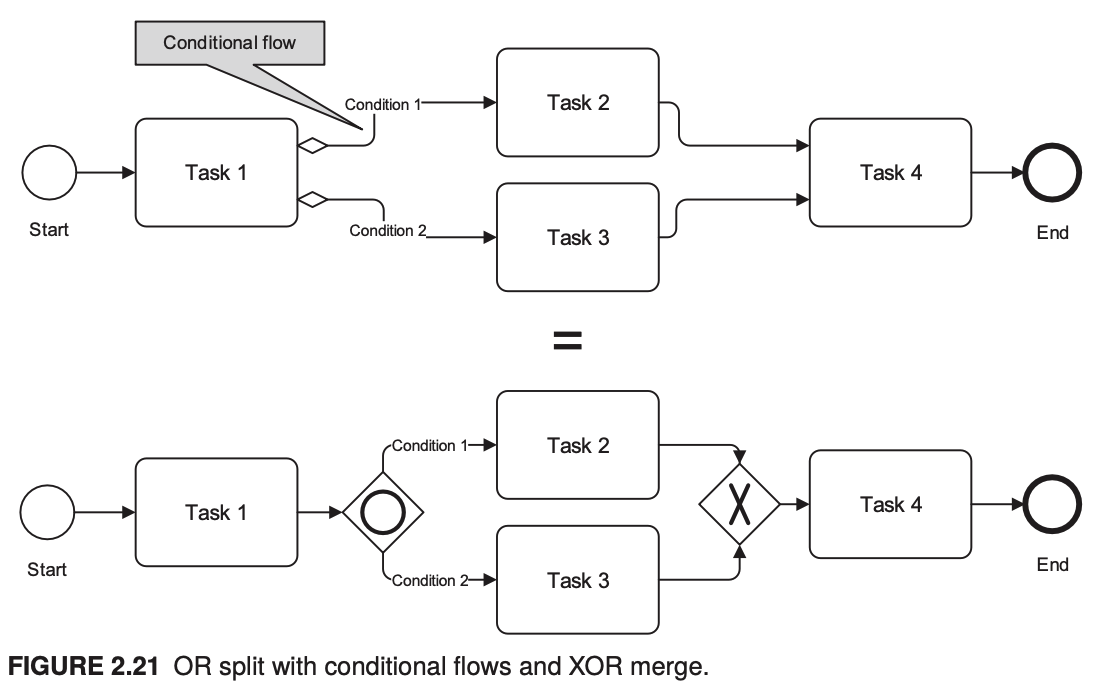 Conditional flow
Condition 1
Task 2
Task 1
Task 4
Start
Condition 2
Task 3
End
=
Task 2
Condition 1
Task 1
X
Task 4
Start
Condition 2
Task 3
End
FIGURE 2.21 OR split with conditional flows and XOR merge.